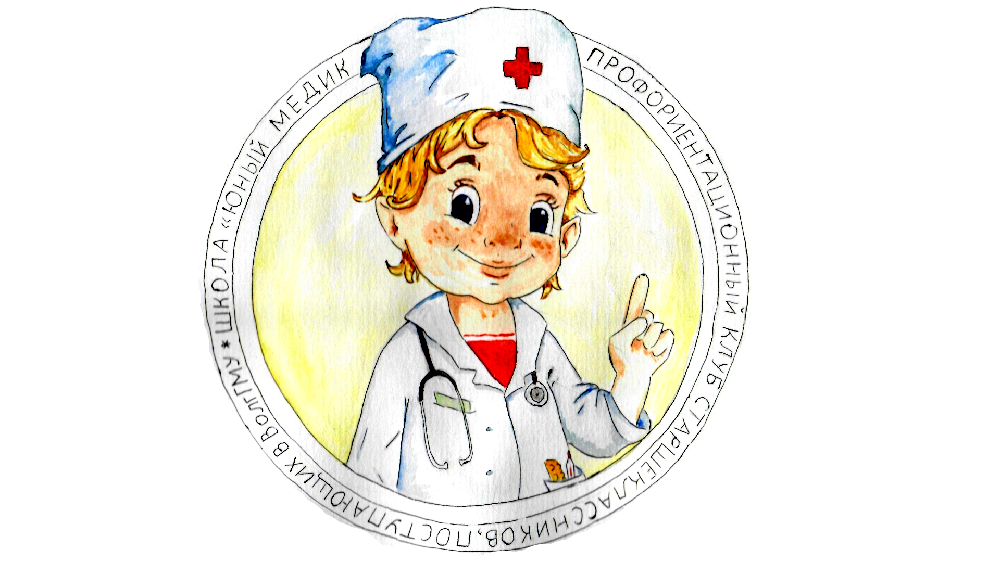 ШКОЛА «ЮНЫЙ МЕДИК
ПРОФОРИЕНТАЦИОННЫЙ КЛУБ СТАРШЕКЛАССНИКОВ, ПОСТУПАЮЩИХ В ВОЛГГМУ *